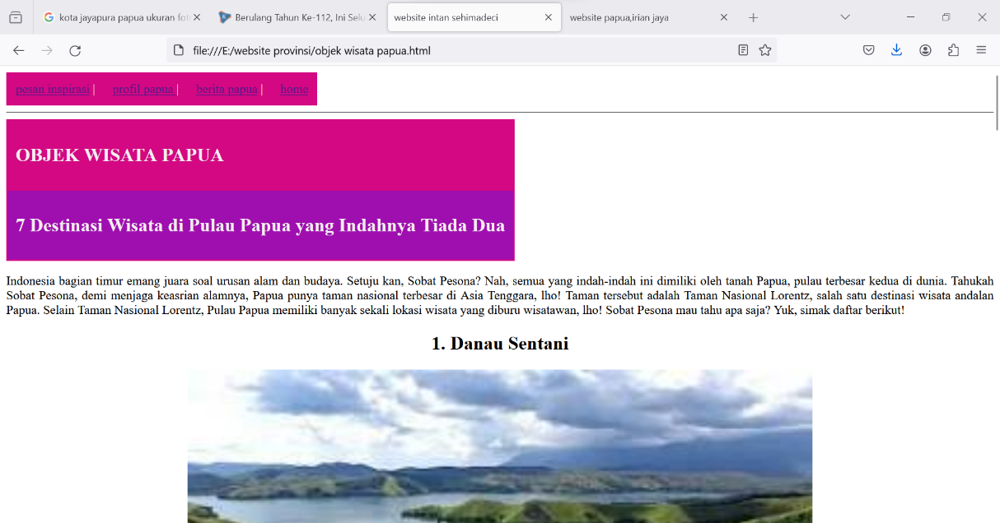 kota jayapura papua ukuran fot
Berulang Tahun Ke-112, Ini Selu
website intan sehimadeci
website papua,irian jaya
file:///E:/website provinsi/objek wisata papua.html
pesan inspirasi | profil papua | berita papua | home
OBJEK WISATA PAPUA
7 Destinasi Wisata di Pulau Papua yang Indahnya Tiada Dua
Indonesia bagian timur emang juara soal urusan alam dan budaya. Setuju kan, Sobat Pesona? Nah, semua yang indah-indah ini dimiliki oleh tanah Papua, pulau terbesar kedua di dunia. Tahukah
Sobat Pesona, demi menjaga keasrian alamnya, Papua punya taman nasional terbesar di Asia Tenggara, lho! Taman tersebut adalah Taman Nasional Lorentz, salah satu destinasi wisata andalan
Papua. Selain Taman Nasional Lorentz, Pulau Papua memiliki banyak sekali lokasi wisata yang diburu wisatawan, lho! Sobat Pesona mau tahu apa saja? Yuk, simak daftar berikut!
1. Danau Sentani